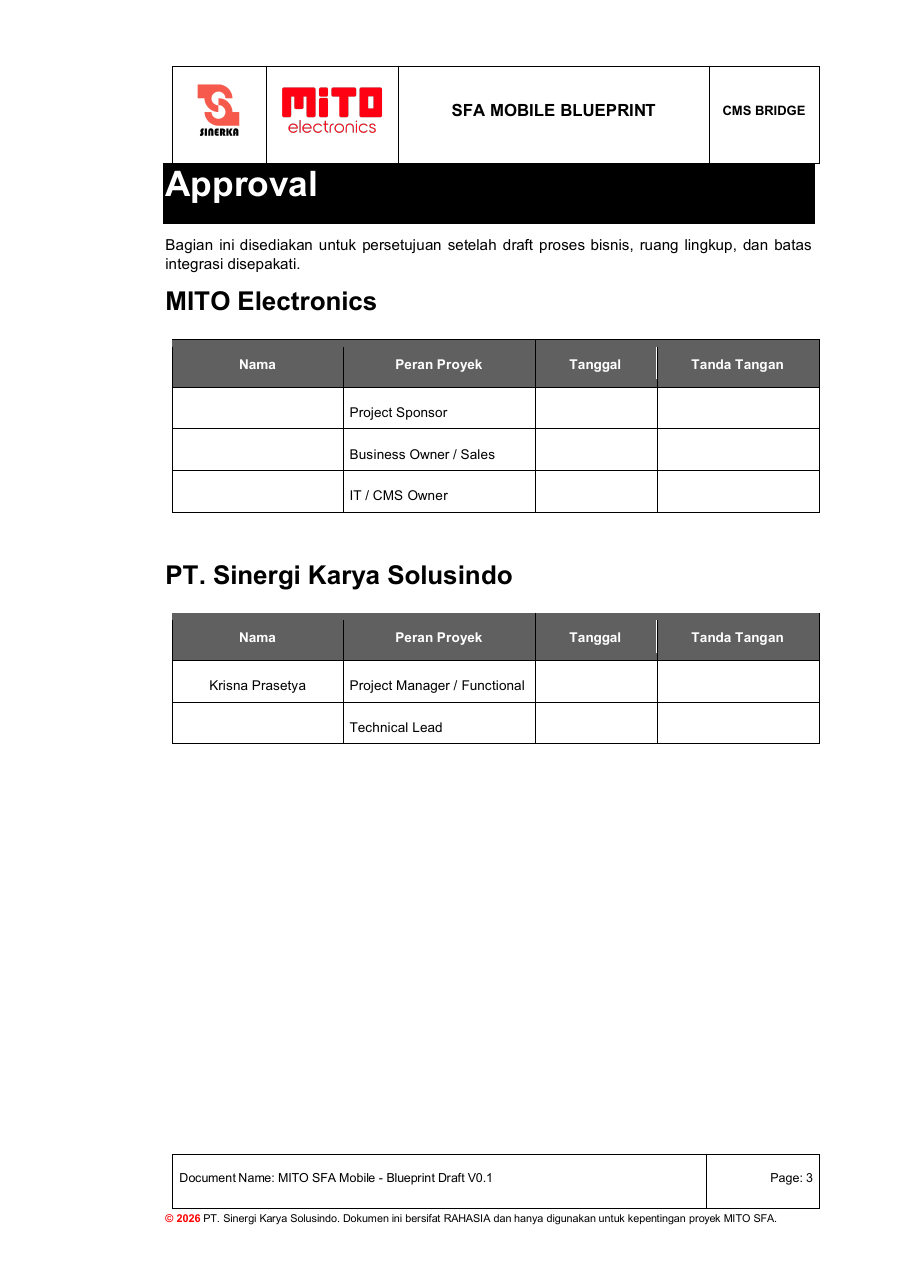 SINERKA
MiTO
electronics
SFA MOBILE BLUEPRINT
CMS BRIDGE
Approval
Bagian ini disediakan untuk persetujuan setelah draft proses bisnis, ruang lingkup, dan batas
integrasi disepakati.
MITO Electronics
Nama Peran Proyek Tanggal Tanda Tangan
Project Sponsor
Business Owner / Sales
IT / CMS Owner
PT. Sinergi Karya Solusindo
Nama Peran Proyek Tanggal Tanda Tangan
Krisna Prasetya Project Manager / Functional
Technical Lead
Document Name: MITO SFA Mobile - Blueprint Draft V0.1 Page: 3
© 2026 PT. Sinergi Karya Solusindo. Dokumen ini bersifat RAHASIA dan hanya digunakan untuk kepentingan proyek MITO SFA.